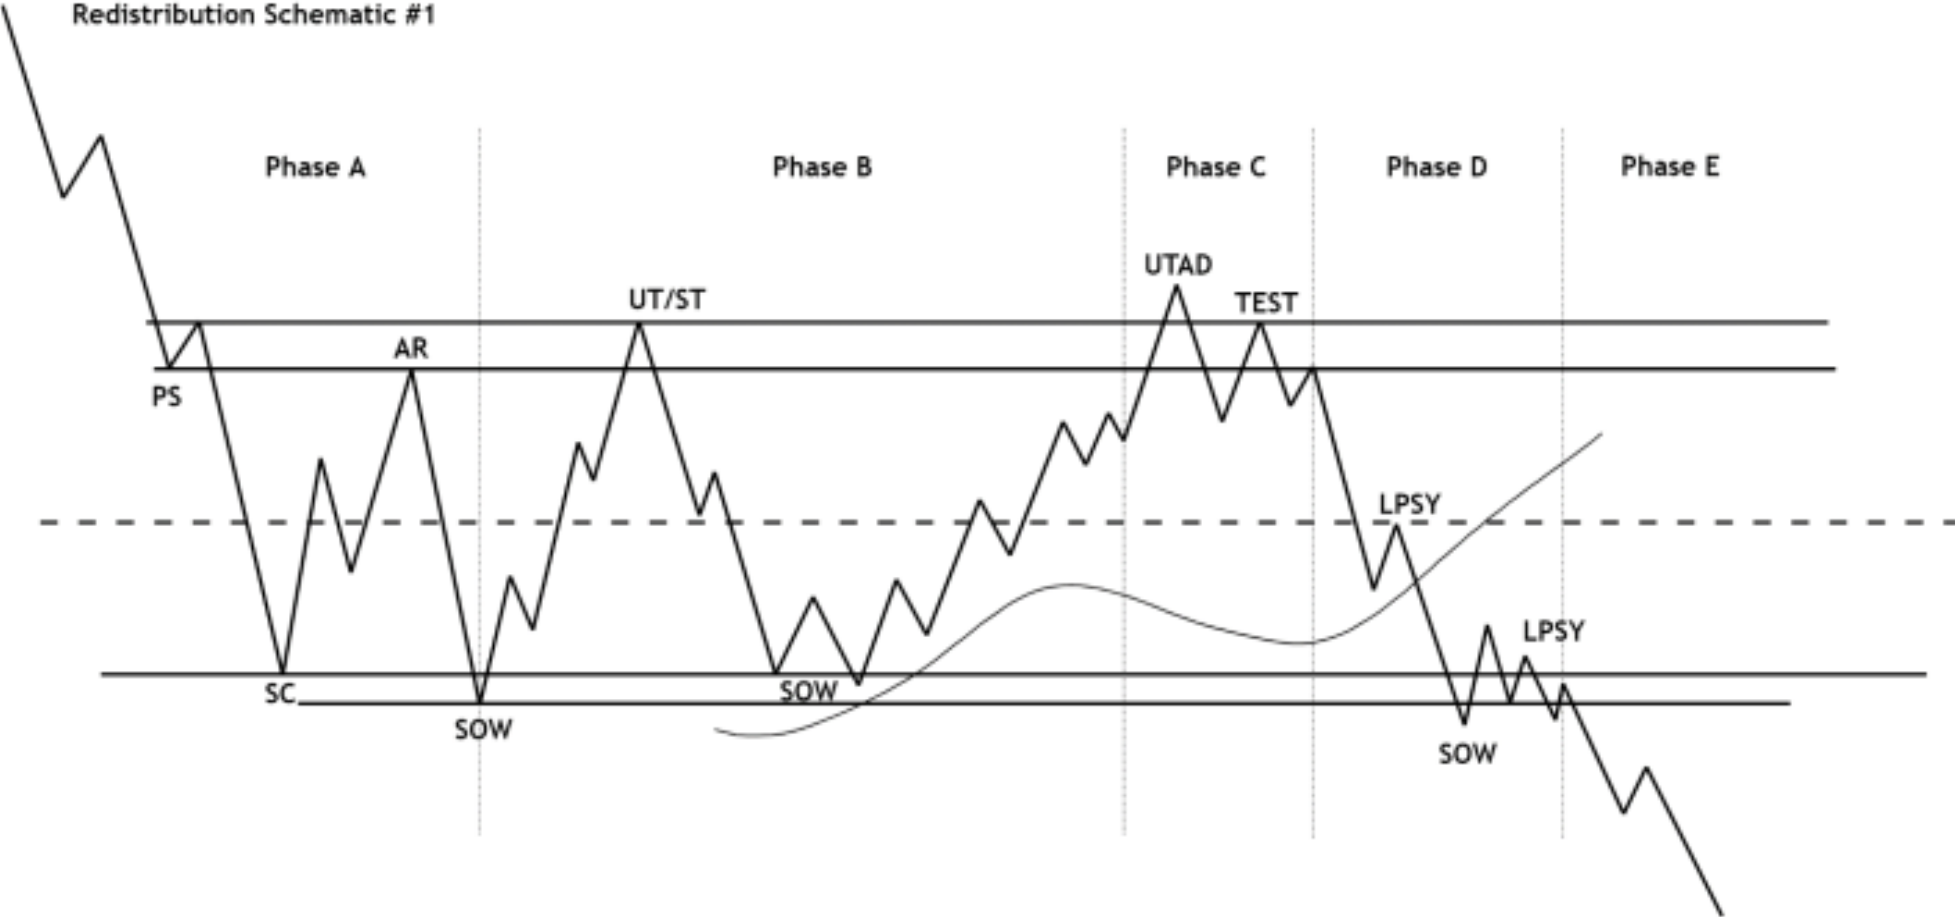 Redistribution Schematic #1
Phase A
Phase B
Phase C
Phase D
Phase E
UTAD
UT/ST
TEST
AR
PS
LPSY
LPSY
SC
SOW
SOW
SOW